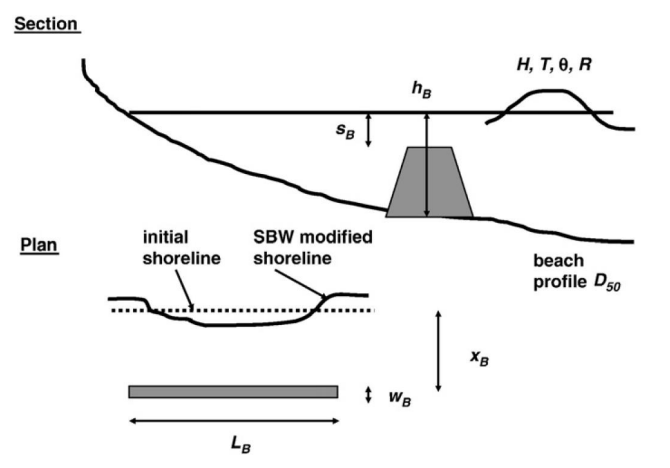 Section
H, T, θ, R
h_B
s_B
Plan
initial
shoreline
SBW modified
shoreline
beach
profile D_50
x_B
w_B
L_B